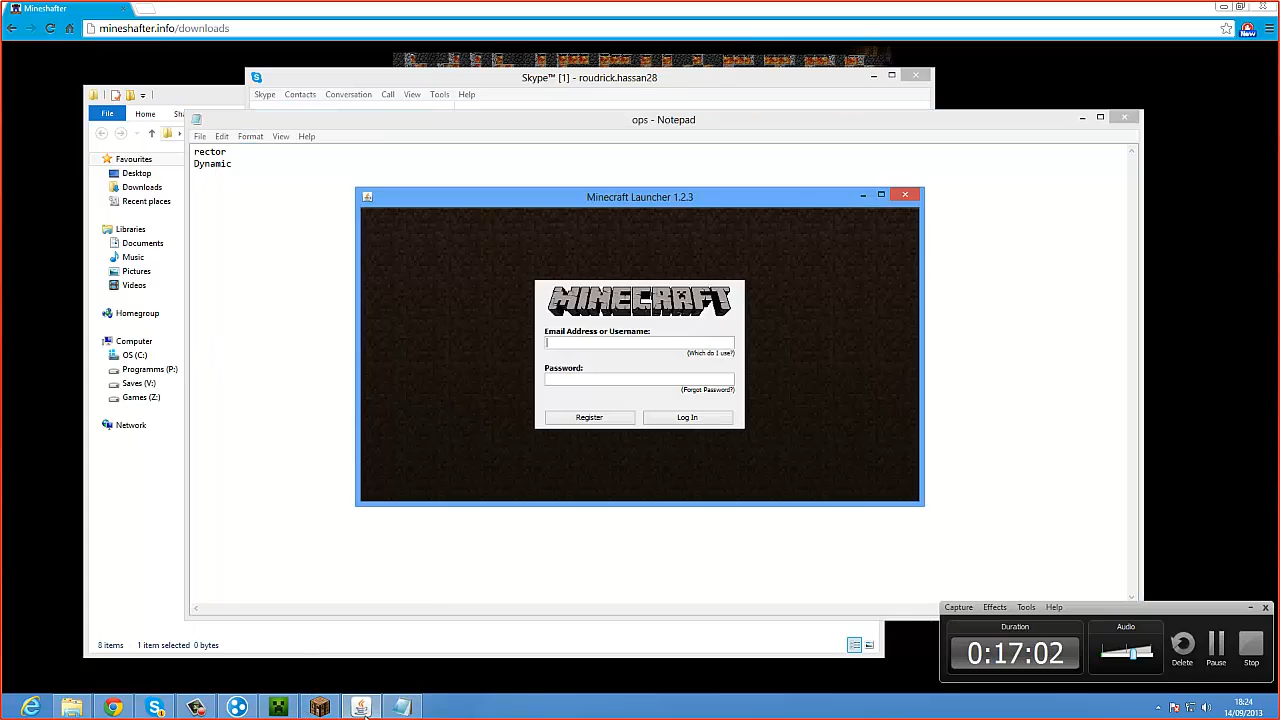 Mineshafter
mineshafter.info/downloads
New
Skype™ [1] - roudrick.hassan28
Skype Contacts Conversation Call View Tools Help
File Home Sha
ops - Notepad
File Edit Format View Help
rector
Dynamic
Favourites
Desktop
Downloads
Recent places
Libraries
Documents
Music
Pictures
Videos
Homegroup
Computer
OS (C:)
Programms (P:)
Saves (V:)
Games (Z:)
Network
8 items 1 item selected 0 bytes
Minecraft Launcher 1.2.3
MINECRAFT
Email Address or Username:
(Which do I use?)
Password:
(Forgot Password?)
Register Log In
Capture Effects Tools Help
Duration Audio
0:17:02
Delete Pause Stop
18:24
14/09/2013